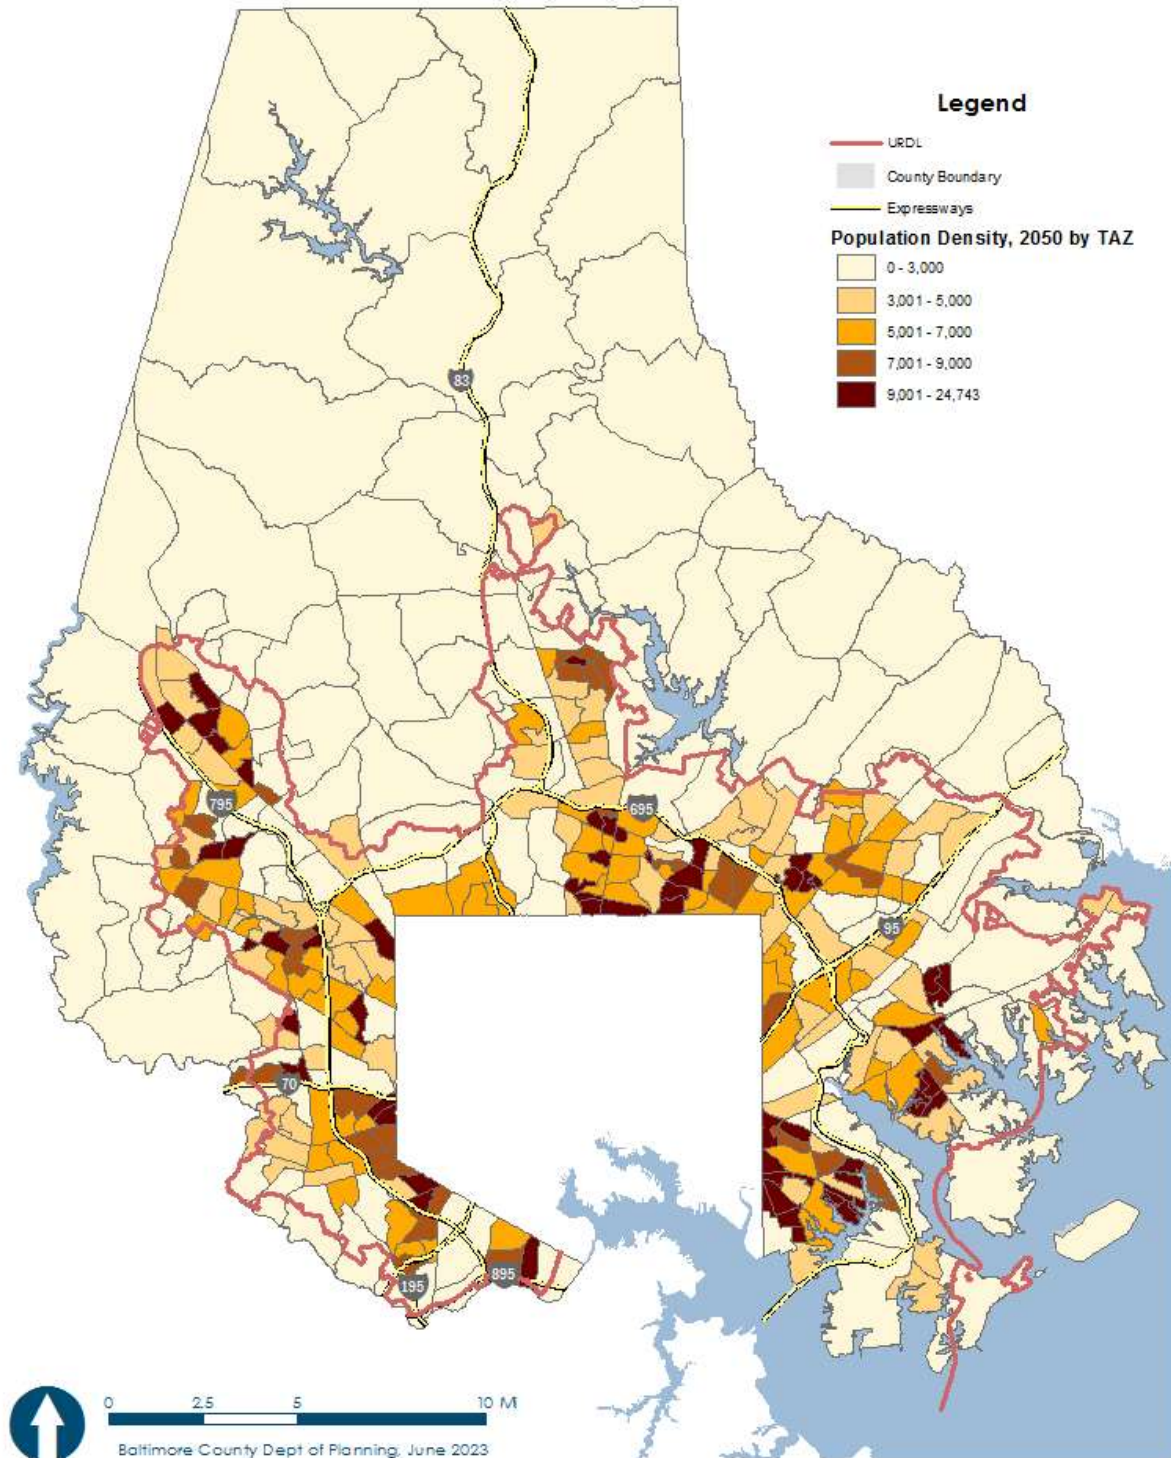 Legend
URDL
County Boundary
Expressways
Population Density, 2050 by TAZ
0 - 3,000
3,001 - 5,000
5,001 - 7,000
7,001 - 9,000
9,001 - 24,743
83
795
695
95
70
195
895
0 2.5 5 10 Mi
Baltimore County Dept of Planning, June 2023